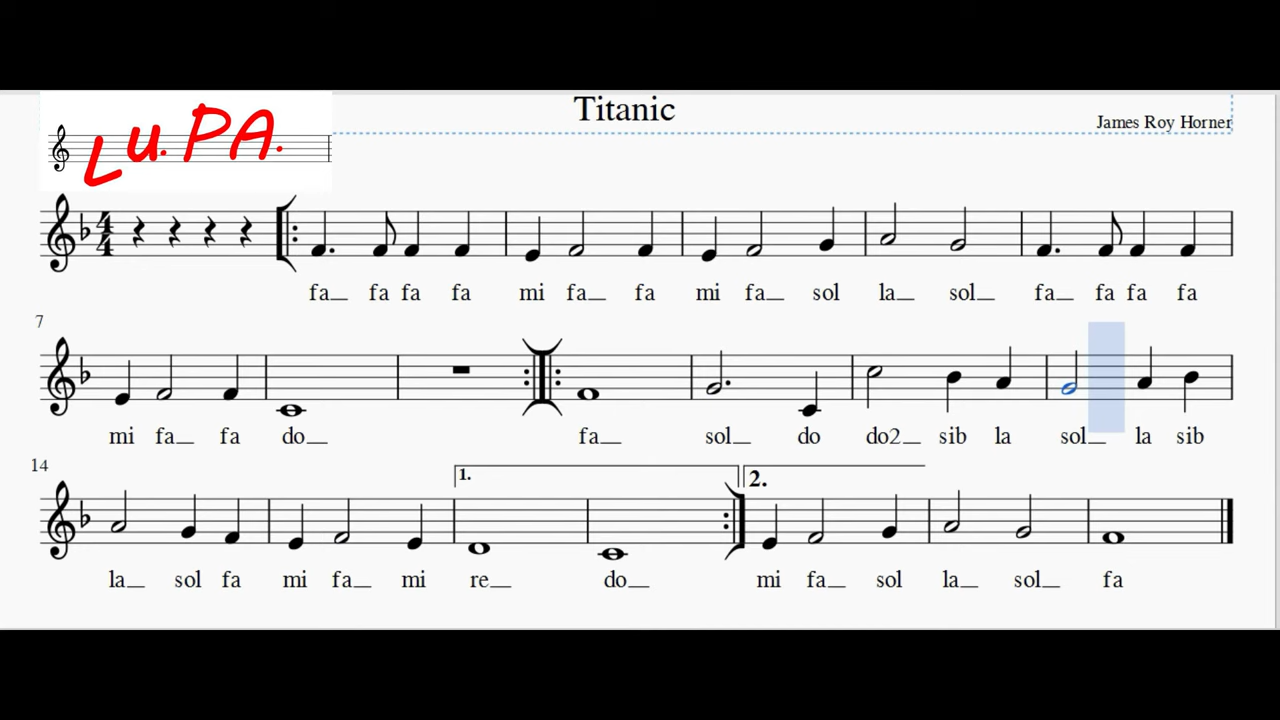 Titanic
James Roy Horner
Lu.PA.
4
4
fa_ fa fa fa mi fa_ fa mi fa_ sol la_ sol_ fa_ fa fa fa
7
mi fa_ fa do_ fa_ sol_ do do2_ sib la sol_ la sib
14
1.
2.
la_ sol fa mi fa_ mi re_ do_ mi fa_ sol la_ sol_ fa